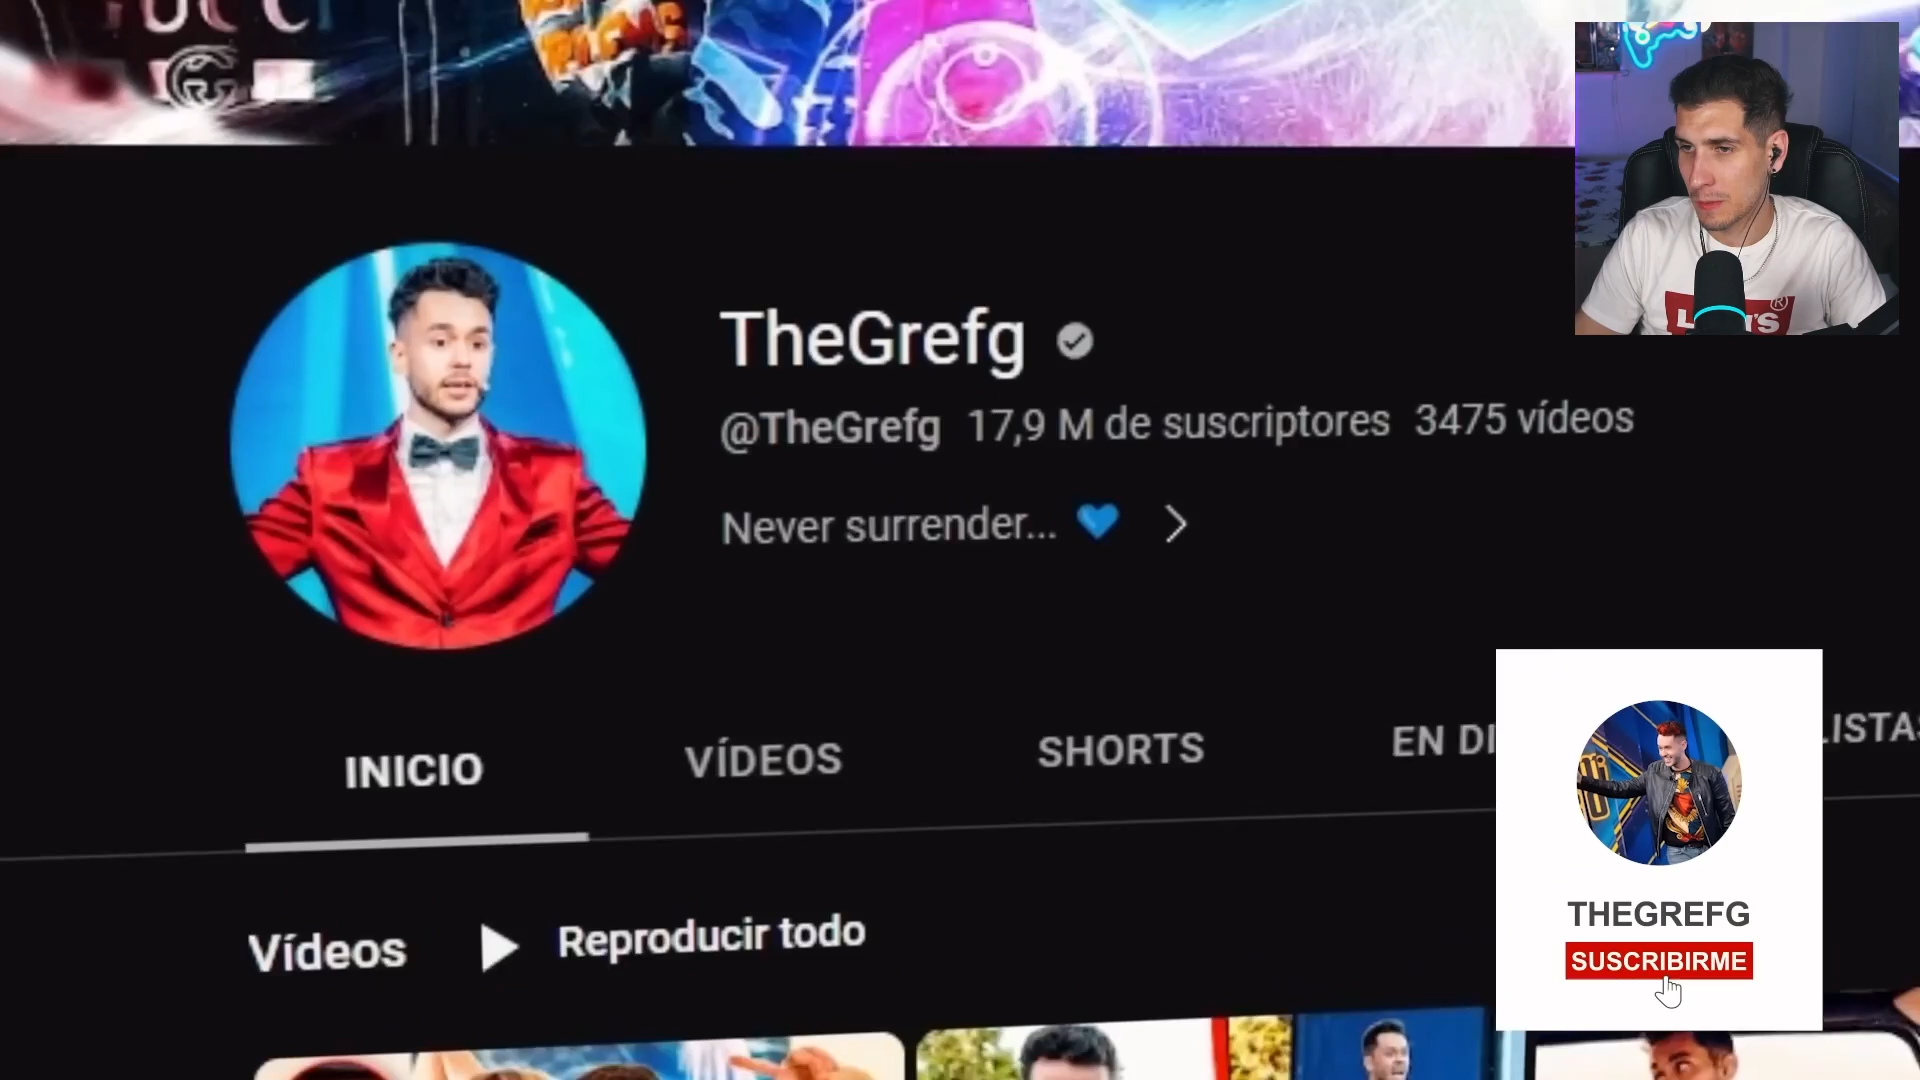 TheGrefg
@TheGrefg 17,9 M de suscriptores 3475 vídeos
Never surrender... 💙 >
INICIO
VÍDEOS
SHORTS
EN DI
LISTAS
Vídeos
Reproducir todo
THEGREFG
SUSCRIBIRME